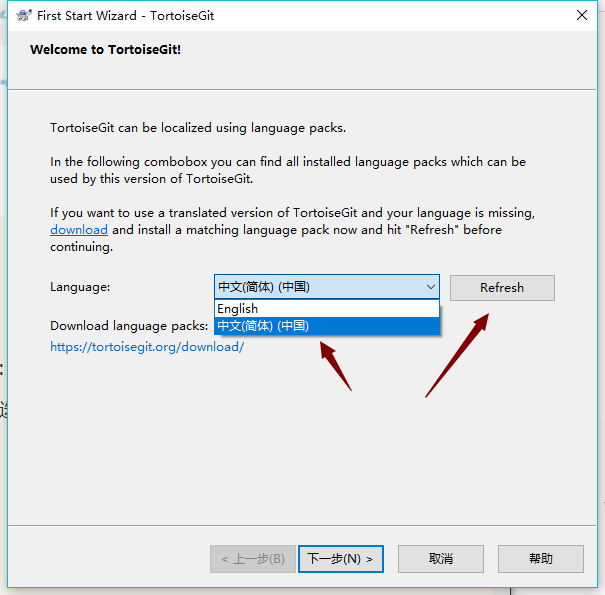 First Start Wizard - TortoiseGit
Welcome to TortoiseGit!
TortoiseGit can be localized using language packs.
In the following combobox you can find all installed language packs which can be
used by this version of TortoiseGit.
If you want to use a translated version of TortoiseGit and your language is missing,
download and install a matching language pack now and hit "Refresh" before
continuing.
Language:
中文(简体) (中国)
Refresh
English
中文(简体) (中国)
Download language packs:
https://tortoisegit.org/download/
< 上一步(B)
下一步(N) >
取消
帮助